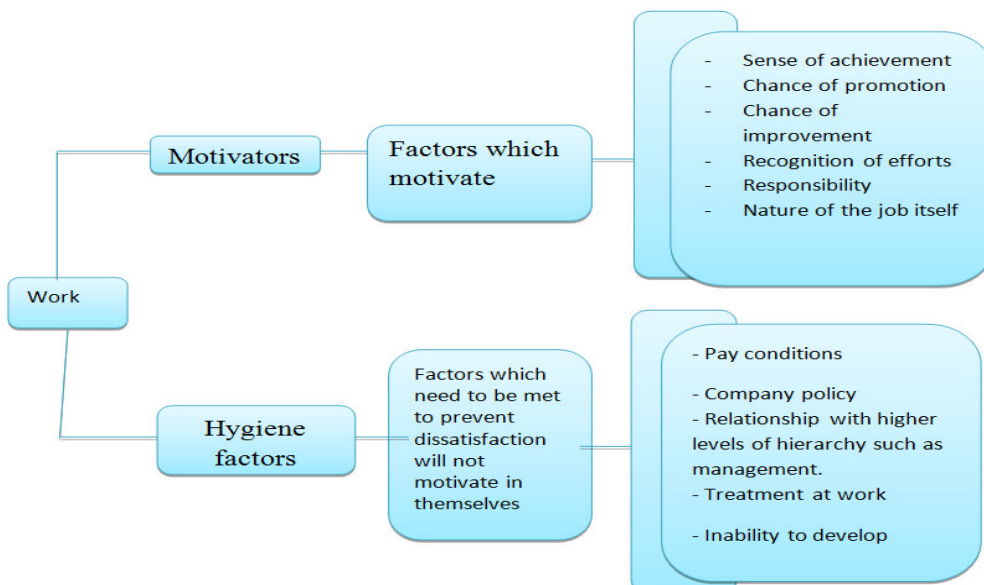 Work
Motivators
Factors which
motivate
- Sense of achievement
- Chance of promotion
- Chance of
improvement
- Recognition of efforts
- Responsibility
- Nature of the job itself
Hygiene
factors
Factors which
need to be met
to prevent
dissatisfaction
will not
motivate in
themselves
- Pay conditions
- Company policy
- Relationship with higher
levels of hierarchy such as
management.
- Treatment at work
- Inability to develop